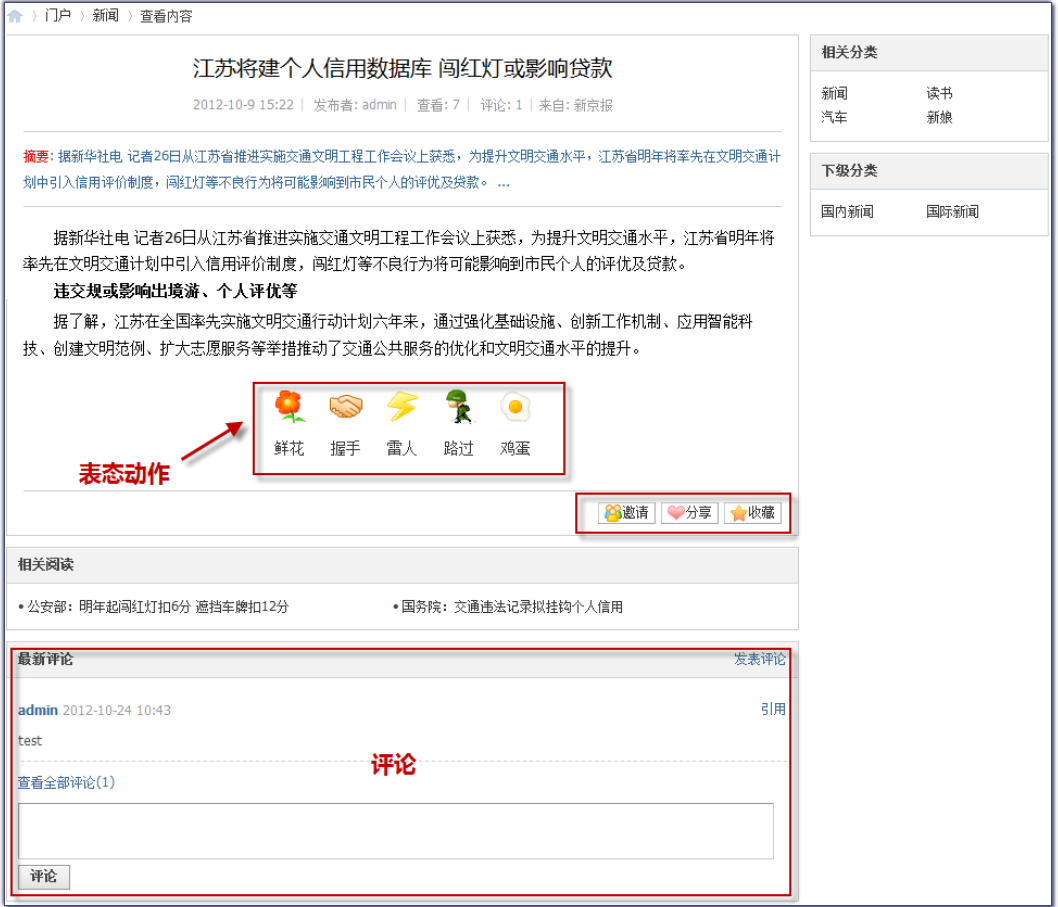 〉门户 〉新闻 〉查看内容
江苏将建个人信用数据库 闯红灯或影响贷款
2012-10-9 15:22 | 发布者: admin | 查看: 7 | 评论: 1 | 来自: 新京报
摘要: 据新华社电 记者26日从江苏省推进实施交通文明工程工作会议上获悉，为提升文明交通水平，江苏省明年将率先在文明交通计
划中引入信用评价制度，闯红灯等不良行为将可能影响到市民个人的评优及贷款。 ...
据新华社电 记者26日从江苏省推进实施交通文明工程工作会议上获悉，为提升文明交通水平，江苏省明年将
率先在文明交通计划中引入信用评价制度，闯红灯等不良行为将可能影响到市民个人的评优及贷款。
违交规或影响出境游、个人评优等
据了解，江苏在全国率先实施文明交通行动计划六年来，通过强化基础设施、创新工作机制、应用智能科
技、创建文明范例、扩大志愿服务等举措推动了交通公共服务的优化和文明交通水平的提升。
鲜花 握手 雷人 路过 鸡蛋
表态动作
邀请 分享 收藏
相关阅读
• 公安部：明年起闯红灯扣6分 遮挡车牌扣12分 • 国务院：交通违法记录拟挂钩个人信用
最新评论 发表评论
admin 2012-10-24 10:43 引用
test
评论
查看全部评论(1)
评论
相关分类
新闻 读书
汽车 新娘
下级分类
国内新闻 国际新闻